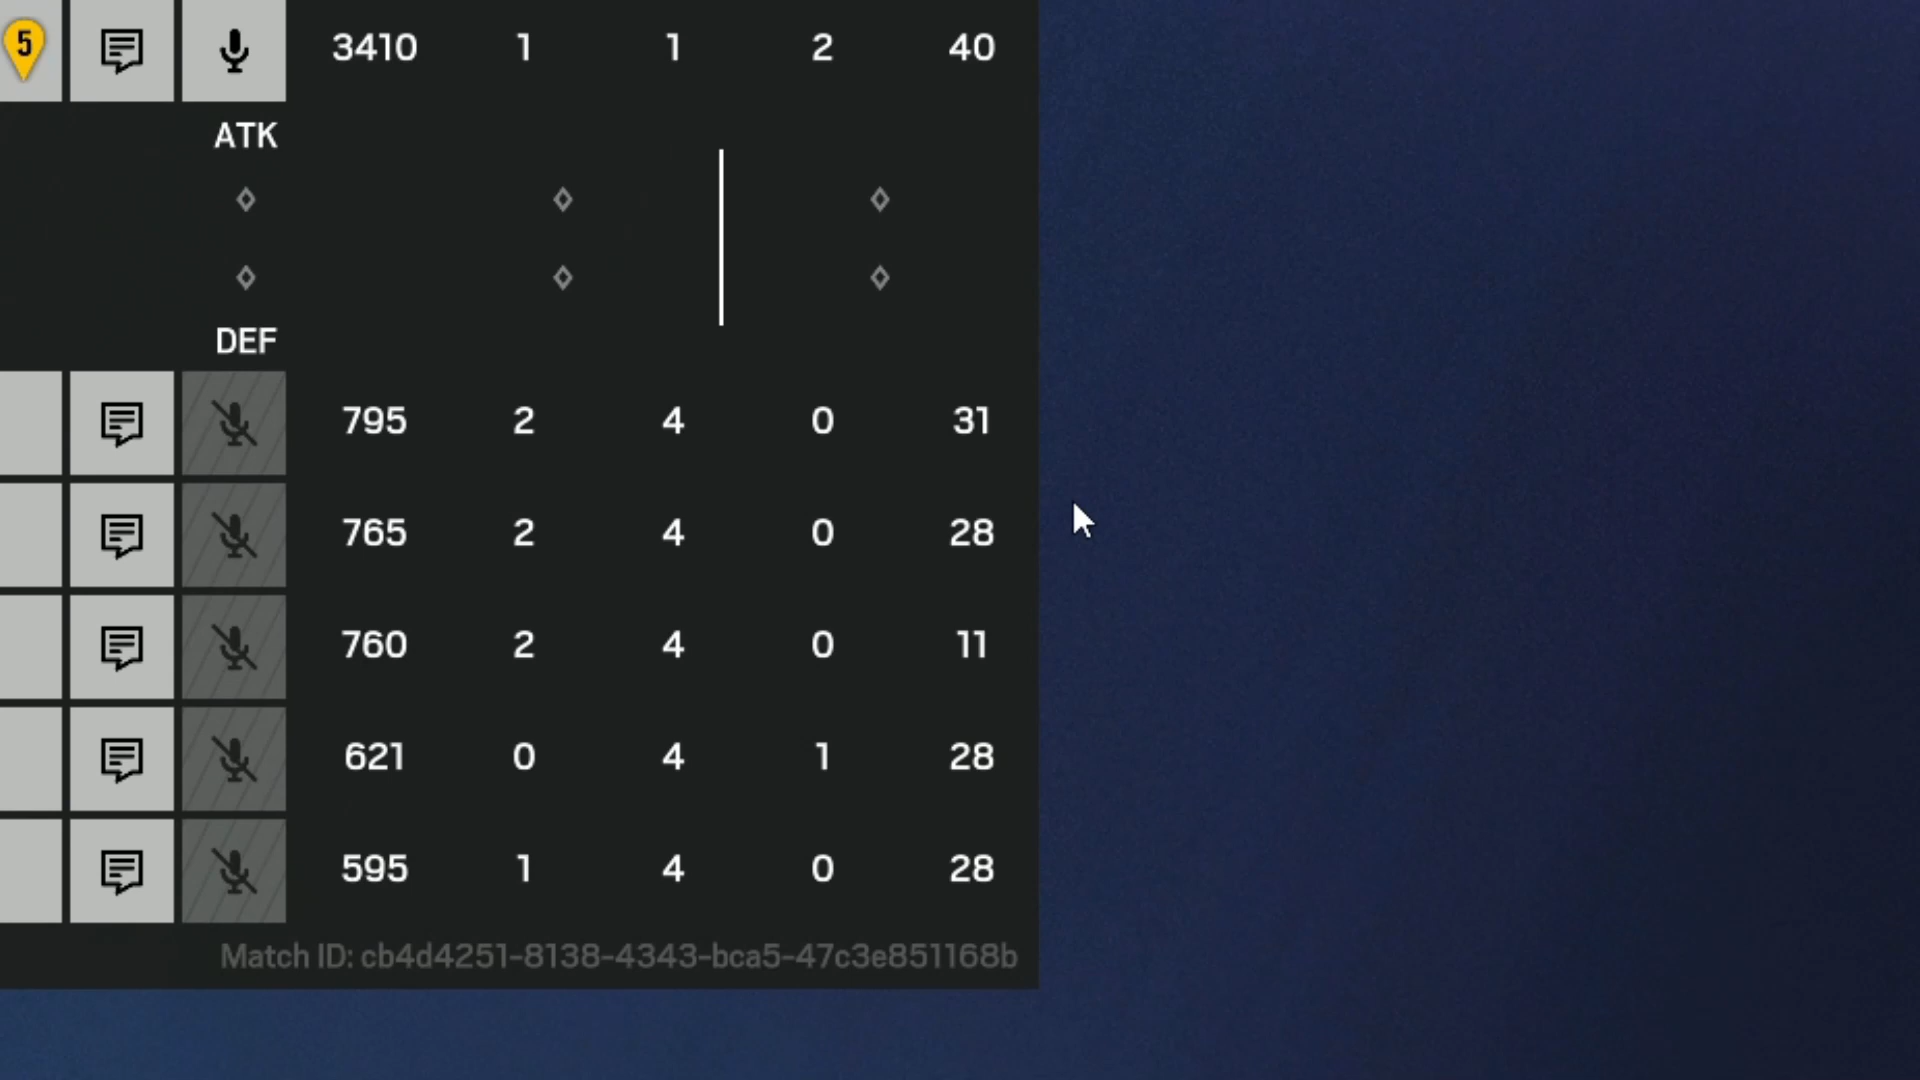 5 3410 1 1 2 40
ATK
DEF
795 2 4 0 31
765 2 4 0 28
760 2 4 0 11
621 0 4 1 28
595 1 4 0 28
Match ID: cb4d4251-8138-4343-bca5-47c3e851168b